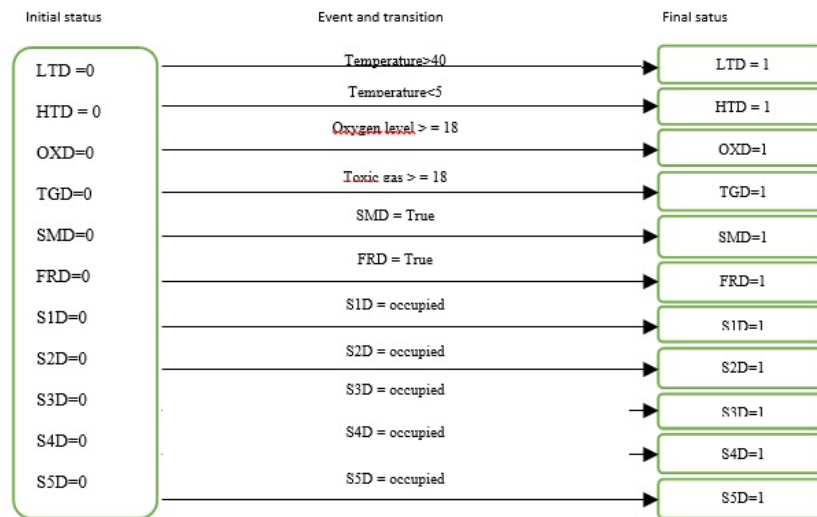 Initial status
Event and transition
Final satus
LTD =0
Temperature>40
LTD = 1
HTD = 0
Temperature<5
HTD = 1
OXD=0
Oxygen level > = 18
OXD=1
TGD=0
Toxic gas > = 18
TGD=1
SMD=0
SMD = True
SMD=1
FRD=0
FRD = True
FRD=1
S1D=0
S1D = occupied
S1D=1
S2D=0
S2D = occupied
S2D=1
S3D=0
S3D = occupied
S3D=1
S4D=0
S4D = occupied
S4D=1
S5D=0
S5D = occupied
S5D=1